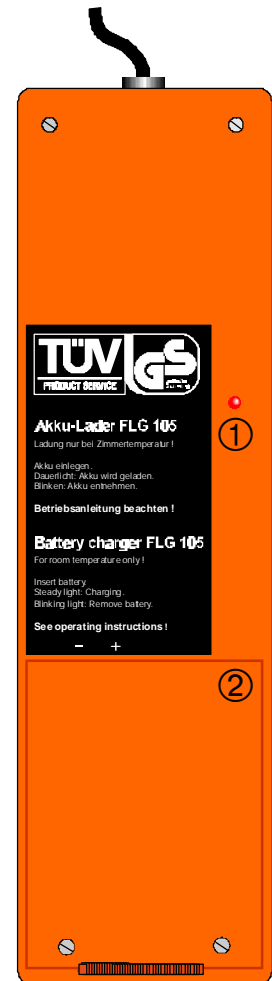 TÜV
PRODUCT SERVICE
GS
Akku-Lader FLG 105
Ladung nur bei Zimmertemperatur !
Akku einlegen.
Dauerlicht: Akku wird geladen.
Blinken: Akku entnehmen.
Betriebsanleitung beachten !
Battery charger FLG 105
For room temperature only !
Insert battery.
Steady light: Charging.
Blinking light: Remove battery.
See operating instructions !
− +
①
②